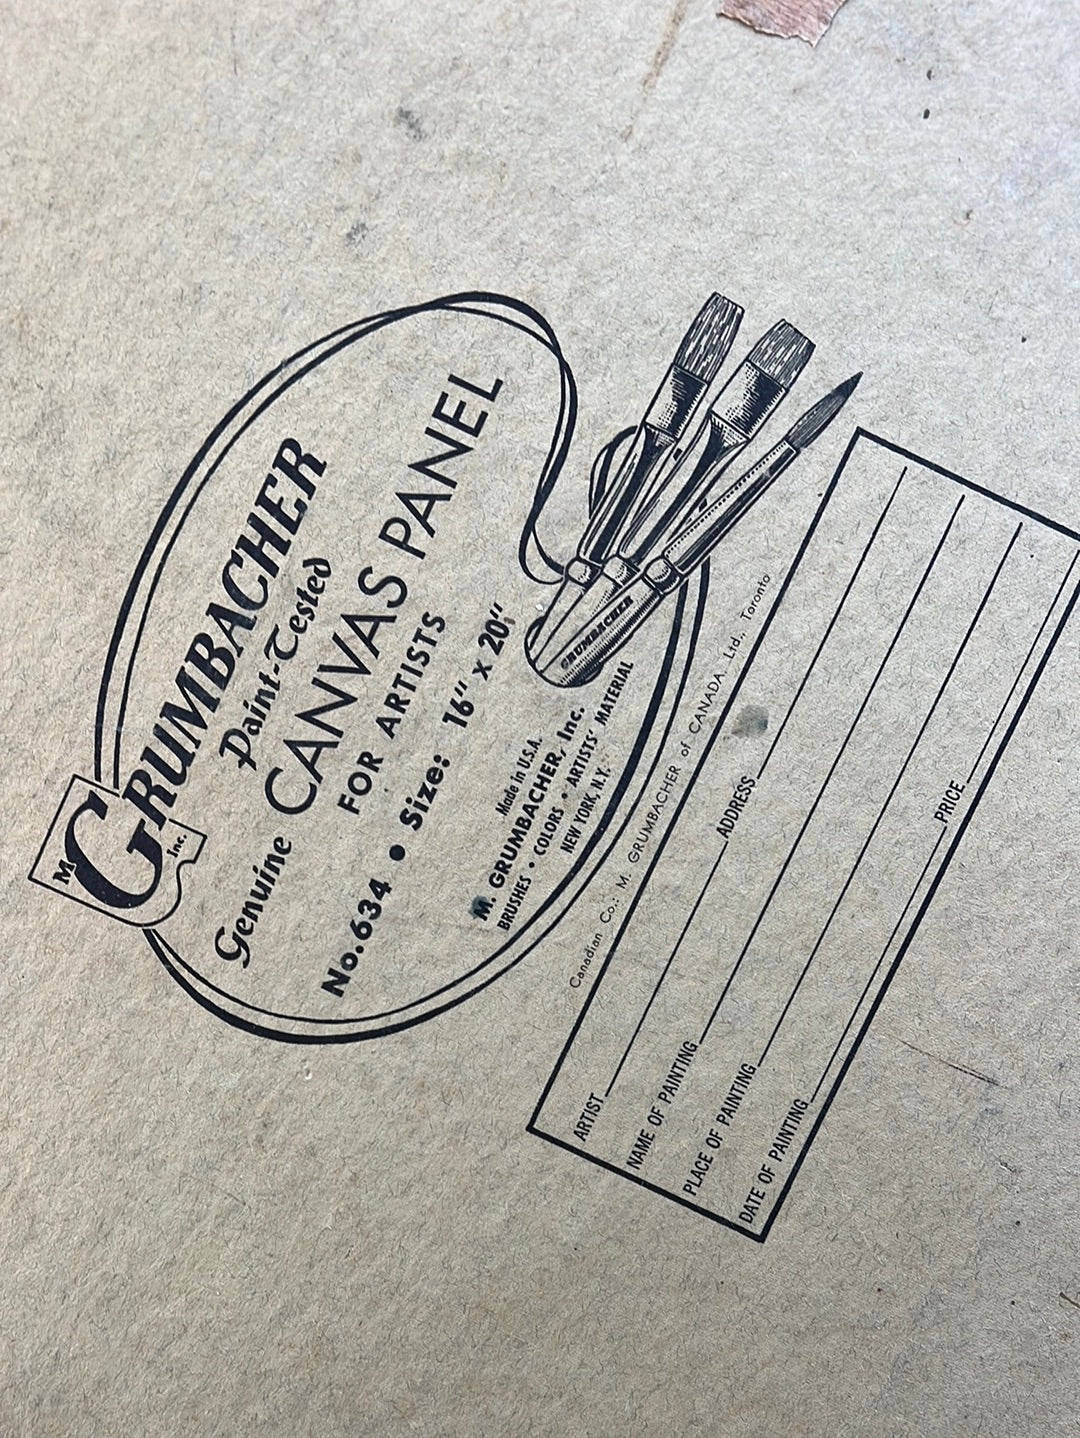 M. GRUMBACHER Inc.
Paint-Tested
Genuine CANVAS PANEL
FOR ARTISTS
No. 634 • Size: 16" x 20"
Made in U.S.A.
M. GRUMBACHER, Inc.
BRUSHES • COLORS • ARTISTS' MATERIAL
NEW YORK, N.Y.
GRUMBACHER
Canadian Co.: M. GRUMBACHER of CANADA, Ltd., Toronto
ARTIST ADDRESS
NAME OF PAINTING
PLACE OF PAINTING
DATE OF PAINTING PRICE